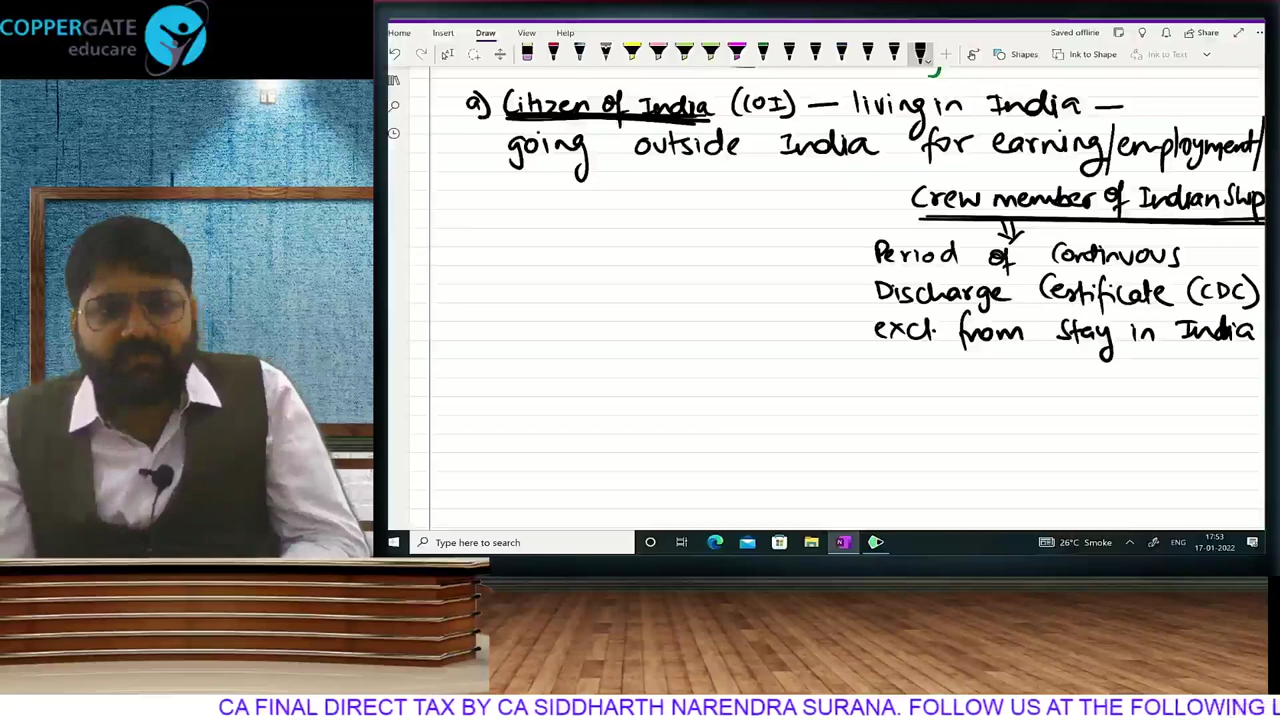 COPPERGATE
educare
Home Insert Draw View Help
Saved offline
Share
Shapes
Ink to Shape
Ink to Text
a) Citizen of India (COI) — living in India —
going outside India for earning/employment/
Crew member of Indian Ship
⇓
Period of Continuous
Discharge Certificate (CDC)
excl. from stay in India
Type here to search
26°C Smoke
ENG
17:53
17-01-2022
CA FINAL DIRECT TAX BY CA SIDDHARTH NARENDRA SURANA. FOLLOW US AT THE FOLLOWING L